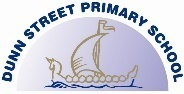 DUNN STREET PRIMARY SCHOOL